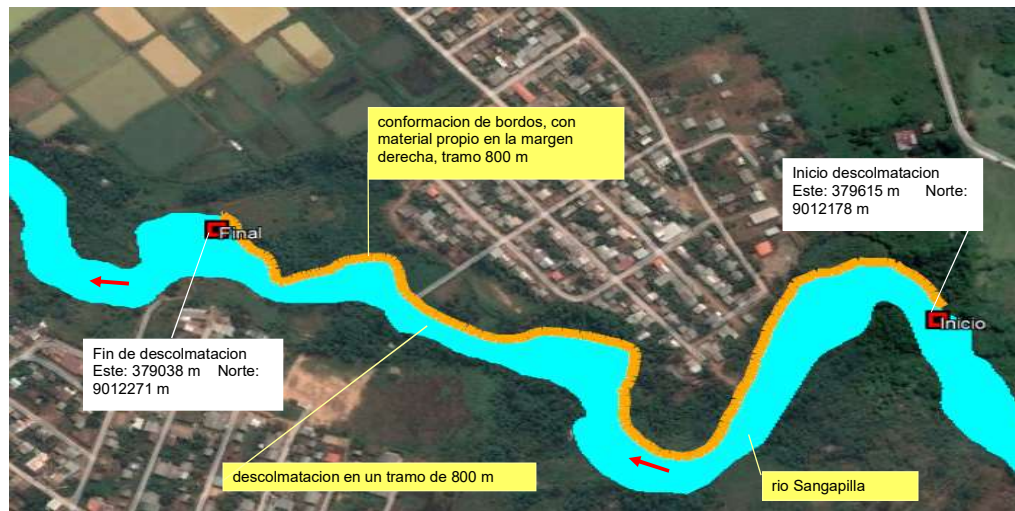 conformacion de bordos, con
material propio en la margen
derecha, tramo 800 m
Inicio descolmatacion
Este: 379615 m Norte:
9012178 m
Final
Inicio
Fin de descolmatacion
Este: 379038 m Norte:
9012271 m
descolmatacion en un tramo de 800 m
rio Sangapilla